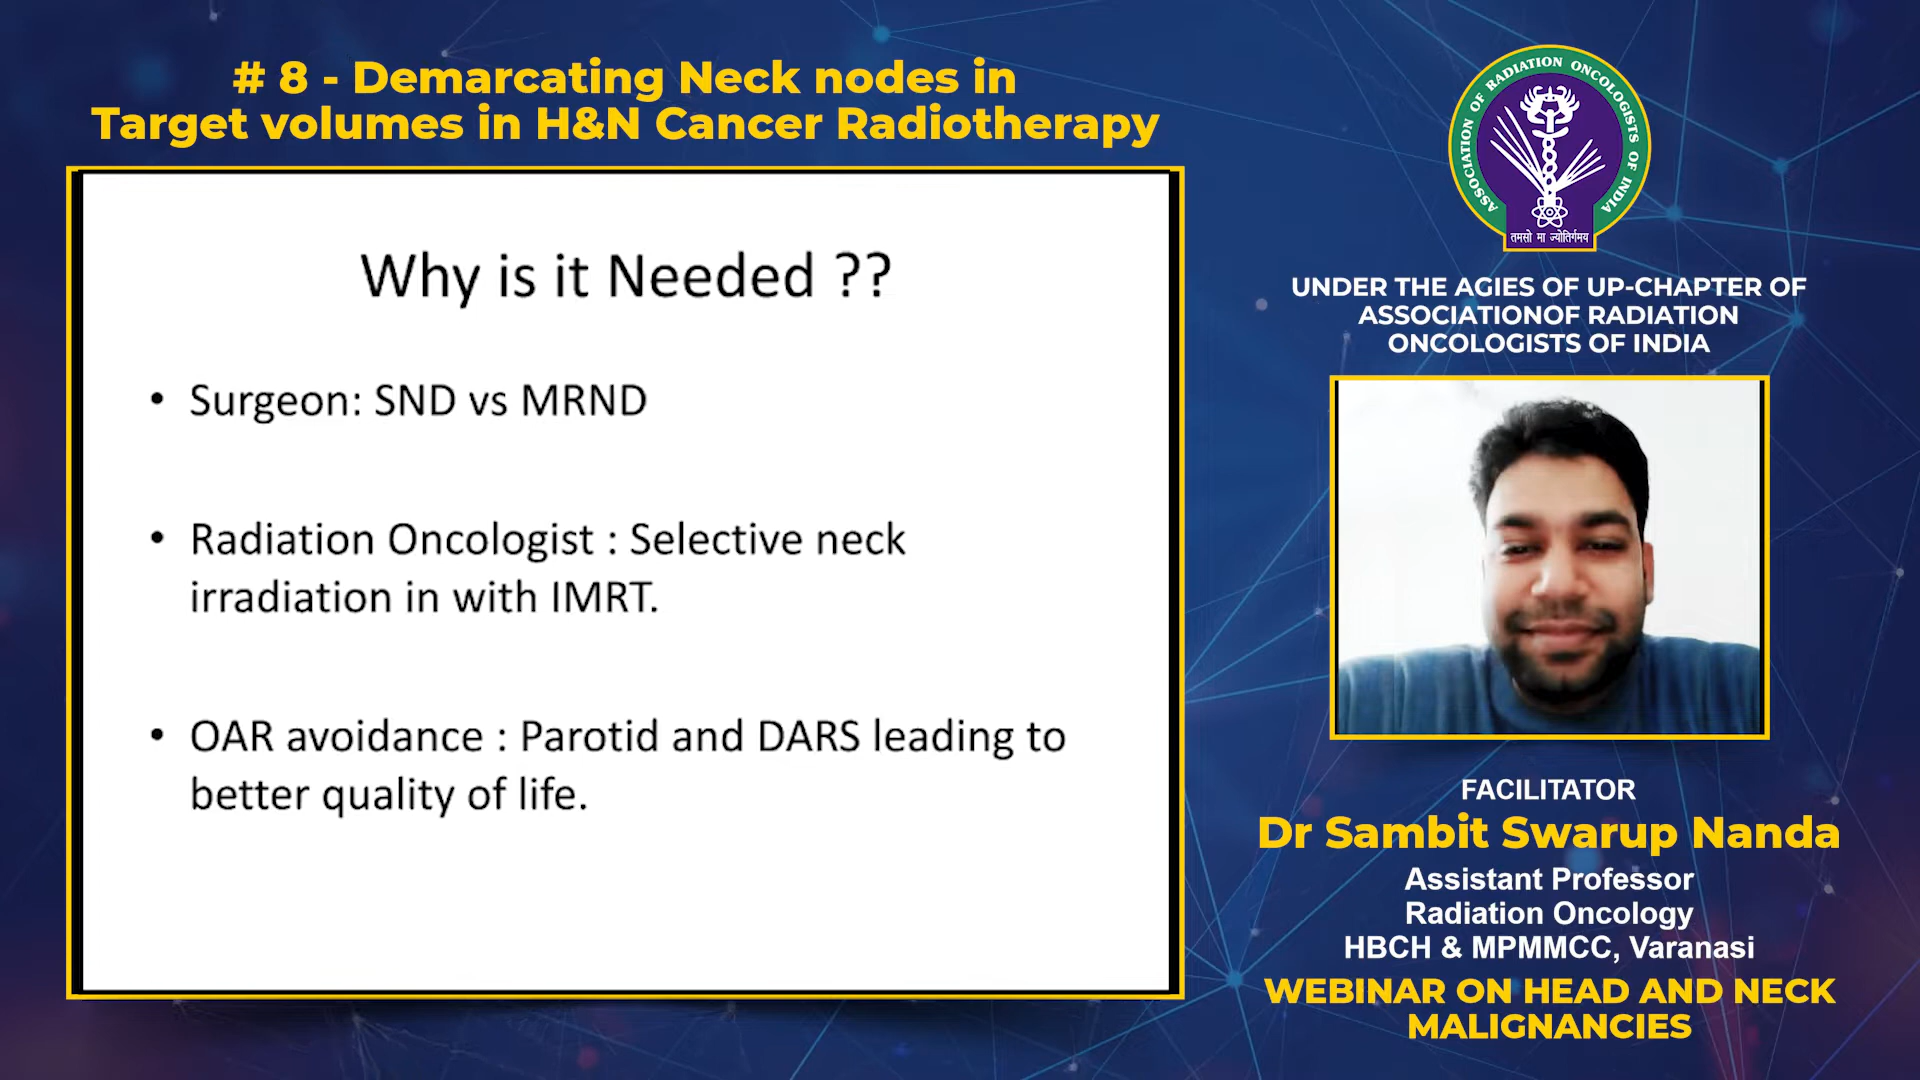 # 8 - Demarcating Neck nodes in
Target volumes in H&N Cancer Radiotherapy
Why is it Needed ??
• Surgeon: SND vs MRND
• Radiation Oncologist : Selective neck
irradiation in with IMRT.
• OAR avoidance : Parotid and DARS leading to
better quality of life.
ASSOCIATION OF RADIATION ONCOLOGISTS OF INDIA
तमसो मा ज्योतिर्गमय
UNDER THE AGIES OF UP-CHAPTER OF
ASSOCIATIONOF RADIATION
ONCOLOGISTS OF INDIA
FACILITATOR
Dr Sambit Swarup Nanda
Assistant Professor
Radiation Oncology
HBCH & MPMMCC, Varanasi
WEBINAR ON HEAD AND NECK
MALIGNANCIES